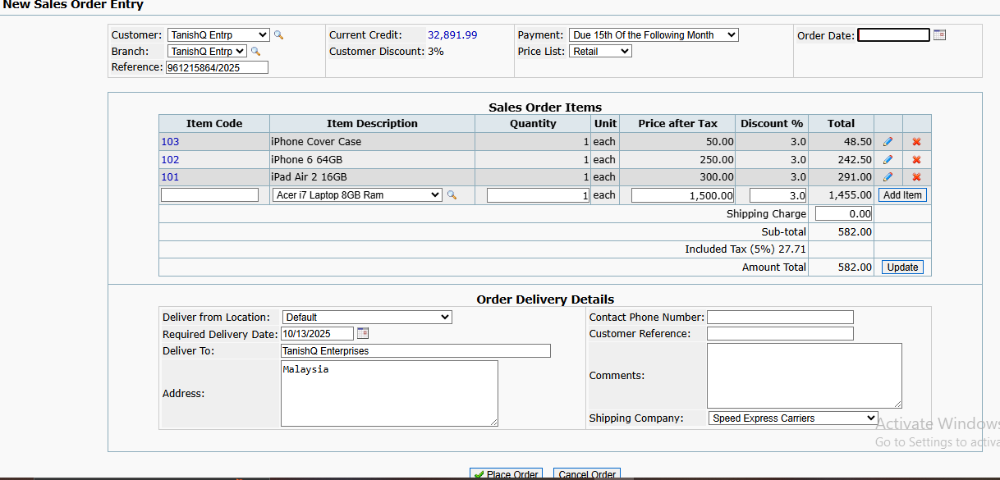 New Sales Order Entry
Customer: TanishQ Entrp Current Credit: 32,891.99 Payment: Due 15th Of the Following Month Order Date:
Branch: TanishQ Entrp Customer Discount: 3% Price List: Retail
Reference: 961215864/2025
Sales Order Items
Item Code Item Description Quantity Unit Price after Tax Discount % Total
103 iPhone Cover Case 1 each 50.00 3.0 48.50
102 iPhone 6 64GB 1 each 250.00 3.0 242.50
101 iPad Air 2 16GB 1 each 300.00 3.0 291.00
Acer i7 Laptop 8GB Ram 1 each 1,500.00 3.0 1,455.00 Add Item
Shipping Charge 0.00
Sub-total 582.00
Included Tax (5%) 27.71
Amount Total 582.00 Update
Order Delivery Details
Deliver from Location: Default Contact Phone Number:
Required Delivery Date: 10/13/2025 Customer Reference:
Deliver To: TanishQ Enterprises
Address: Malaysia Comments:
Shipping Company: Speed Express Carriers
Activate Windows
Go to Settings to activa
Place Order Cancel Order